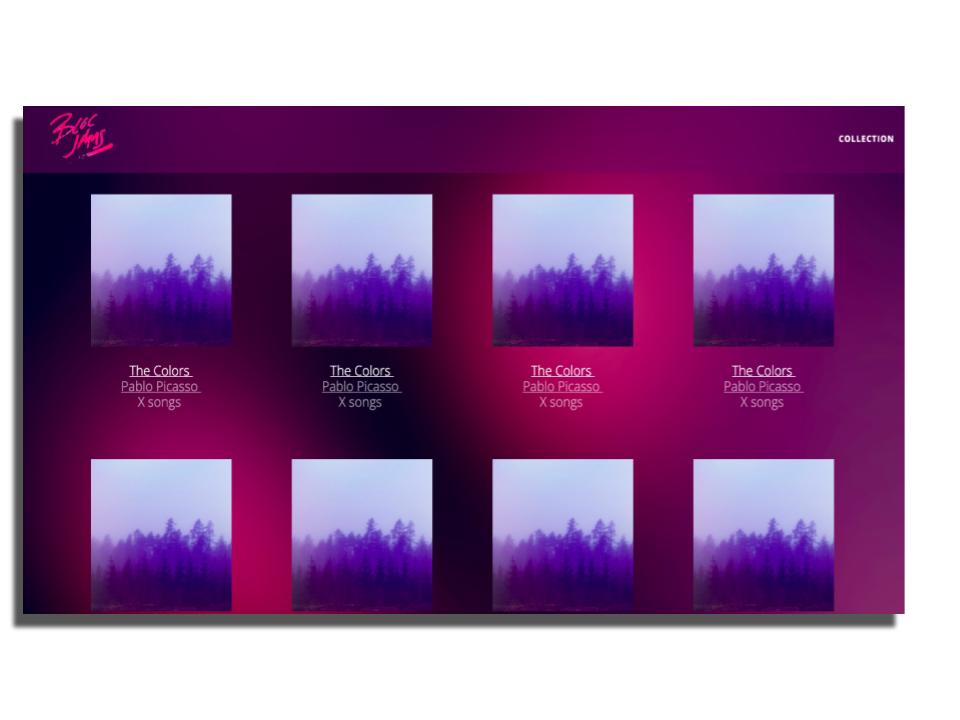 BLOC
JAMS
COLLECTION
The Colors
Pablo Picasso
X songs
The Colors
Pablo Picasso
X songs
The Colors
Pablo Picasso
X songs
The Colors
Pablo Picasso
X songs